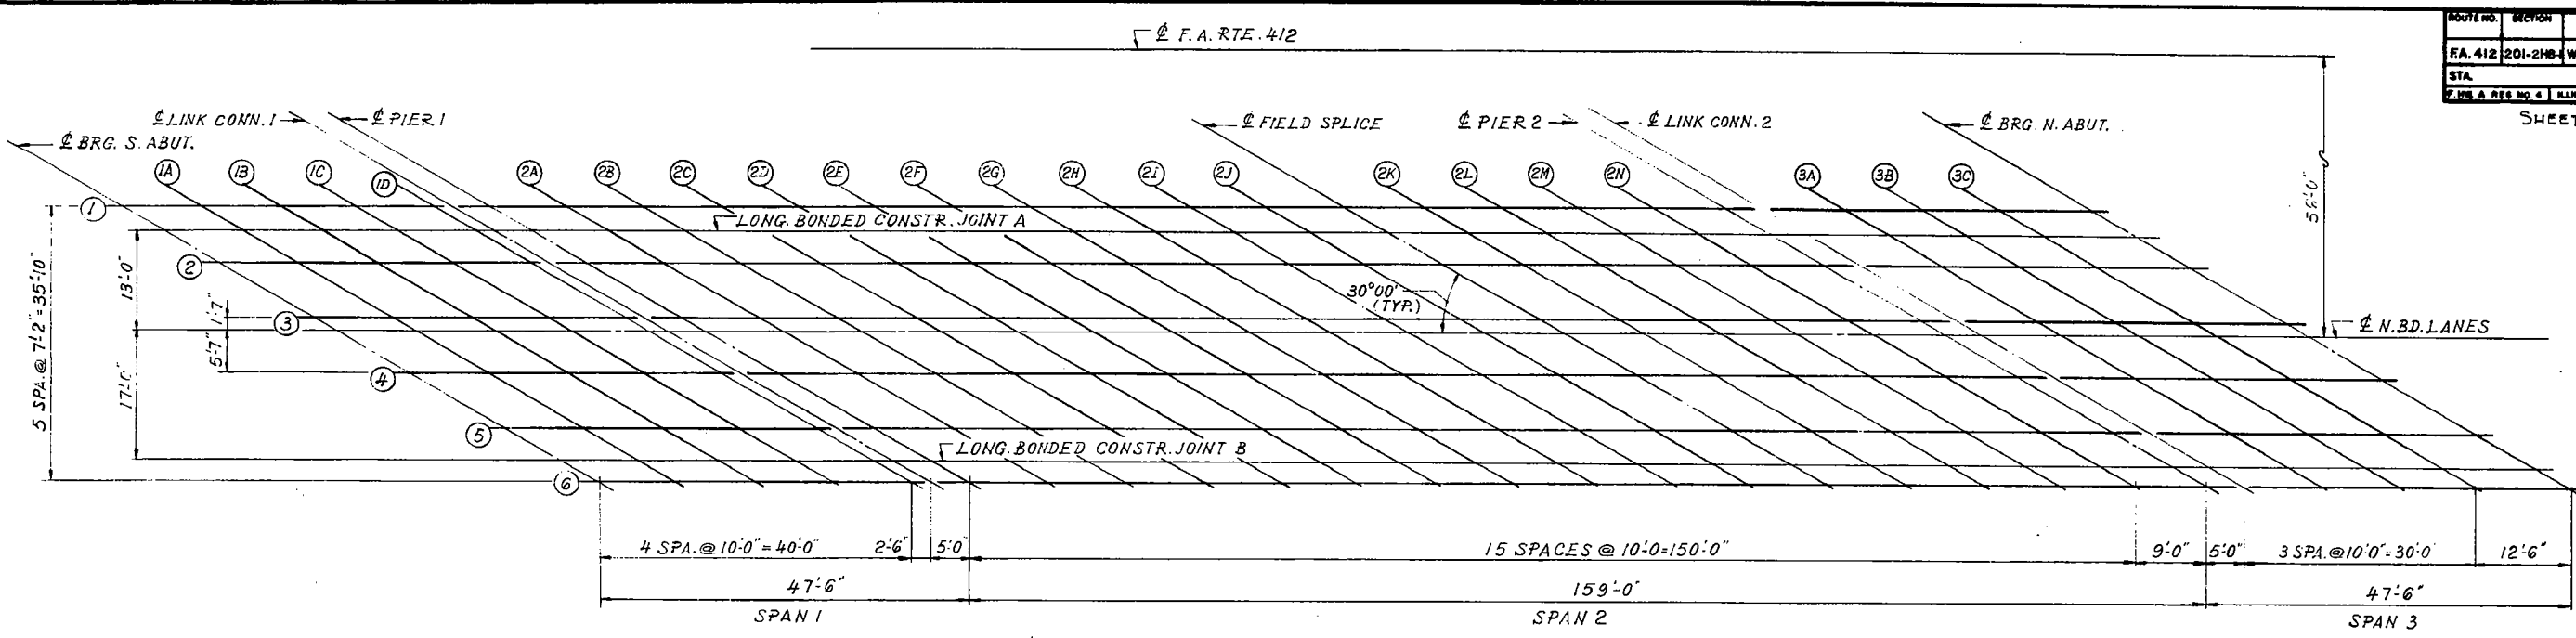 ℄ F.A. RTE. 412
ROUTE NO. SECTION
F.A. 412 201-2HB-1 W
STA.
SHEET
℄ LINK CONN. 1
℄ PIER 1
℄ FIELD SPLICE
℄ PIER 2
℄ LINK CONN. 2
℄ BRG. N. ABUT.
℄ BRG. S. ABUT.
1A 1B 1C 1D 2A 2B 2C 2D 2E 2F 2G 2H 2I 2J 2K 2L 2M 2N 3A 3B 3C
1
LONG. BONDED CONSTR. JOINT A
56'-0"
5 SPA. @ 7'-2" = 35'-10"
13'-0"
2
30°00'
(TYP.)
1'-7"
3
℄ N. BD. LANES
5'-7"
17'-0"
4
5
LONG. BONDED CONSTR. JOINT B
6
4 SPA. @ 10'-0" = 40'-0"
2'-6"
5'-0"
15 SPACES @ 10'-0=150'-0"
9'-0"
5'-0"
3 SPA. @ 10'0"=30'-0
12'-6"
47'-6"
159'-0"
47'-6"
SPAN 1
SPAN 2
SPAN 3